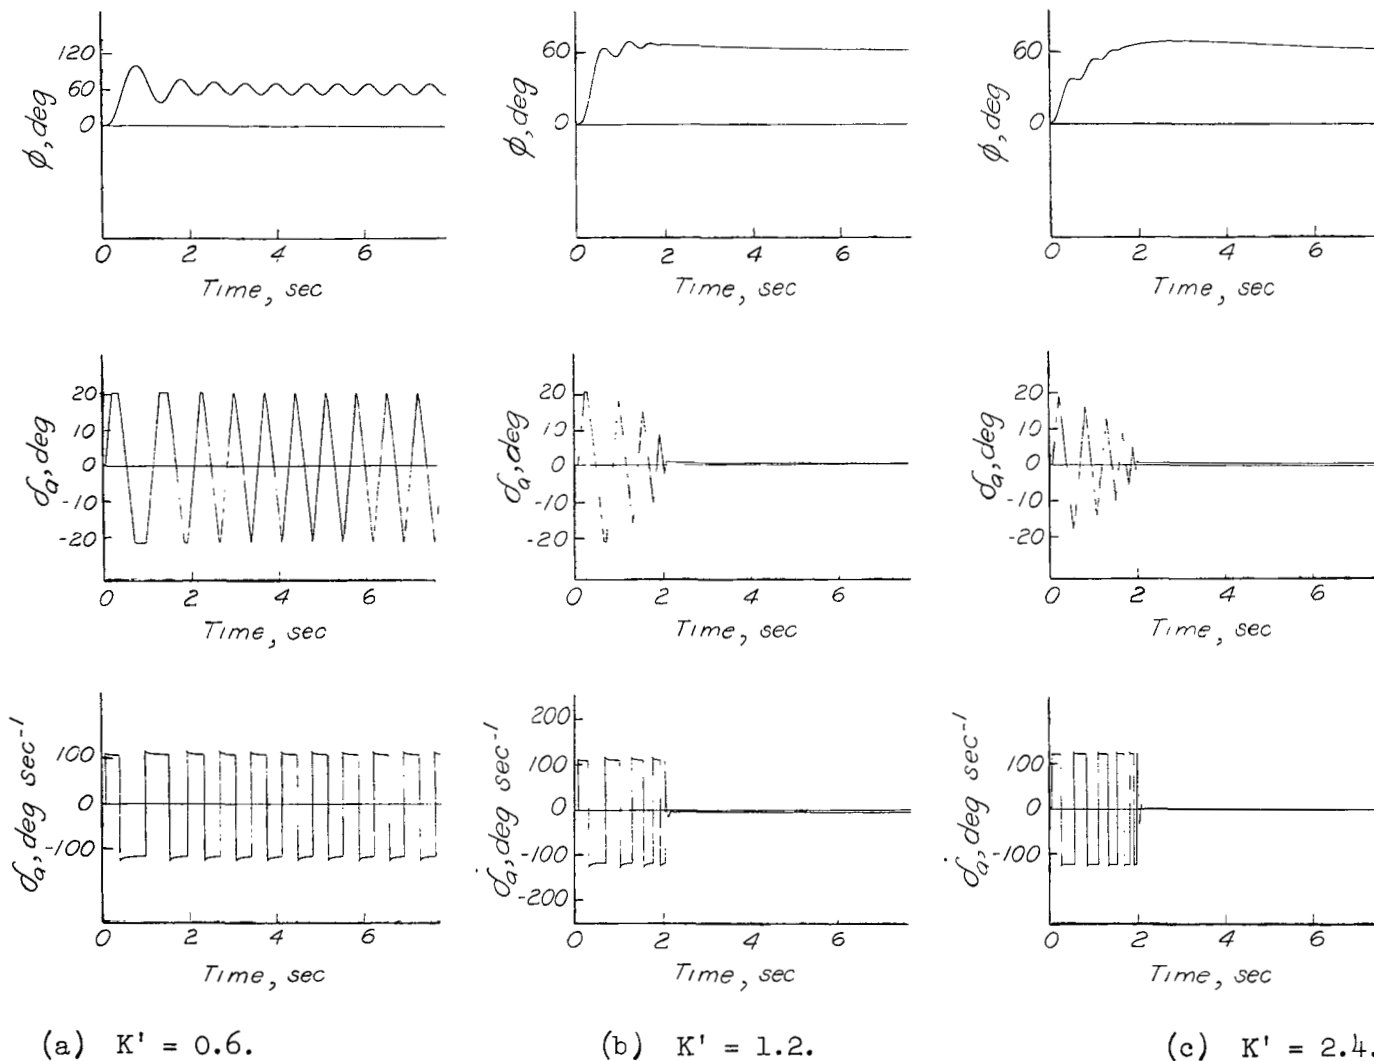 120
60
0
ϕ, deg
0 2 4 6
Time, sec
60
0
ϕ, deg
0 2 4 6
Time, sec
60
0
ϕ, deg
0 2 4 6
Time, sec
20
10
0
-10
-20
δa, deg
0 2 4 6
Time, sec
20
10
0
-10
-20
δa, deg
0 2 4 6
Time, sec
20
10
0
-10
-20
δa, deg
0 2 4 6
Time, sec
100
0
-100
δ̇a, deg sec⁻¹
0 2 4 6
Time, sec
200
100
0
-100
-200
δ̇a, deg sec⁻¹
0 2 4 6
Time, sec
100
0
-100
δ̇a, deg sec⁻¹
0 2 4 6
Time, sec
(a) K' = 0.6.
(b) K' = 1.2.
(c) K' = 2.4.